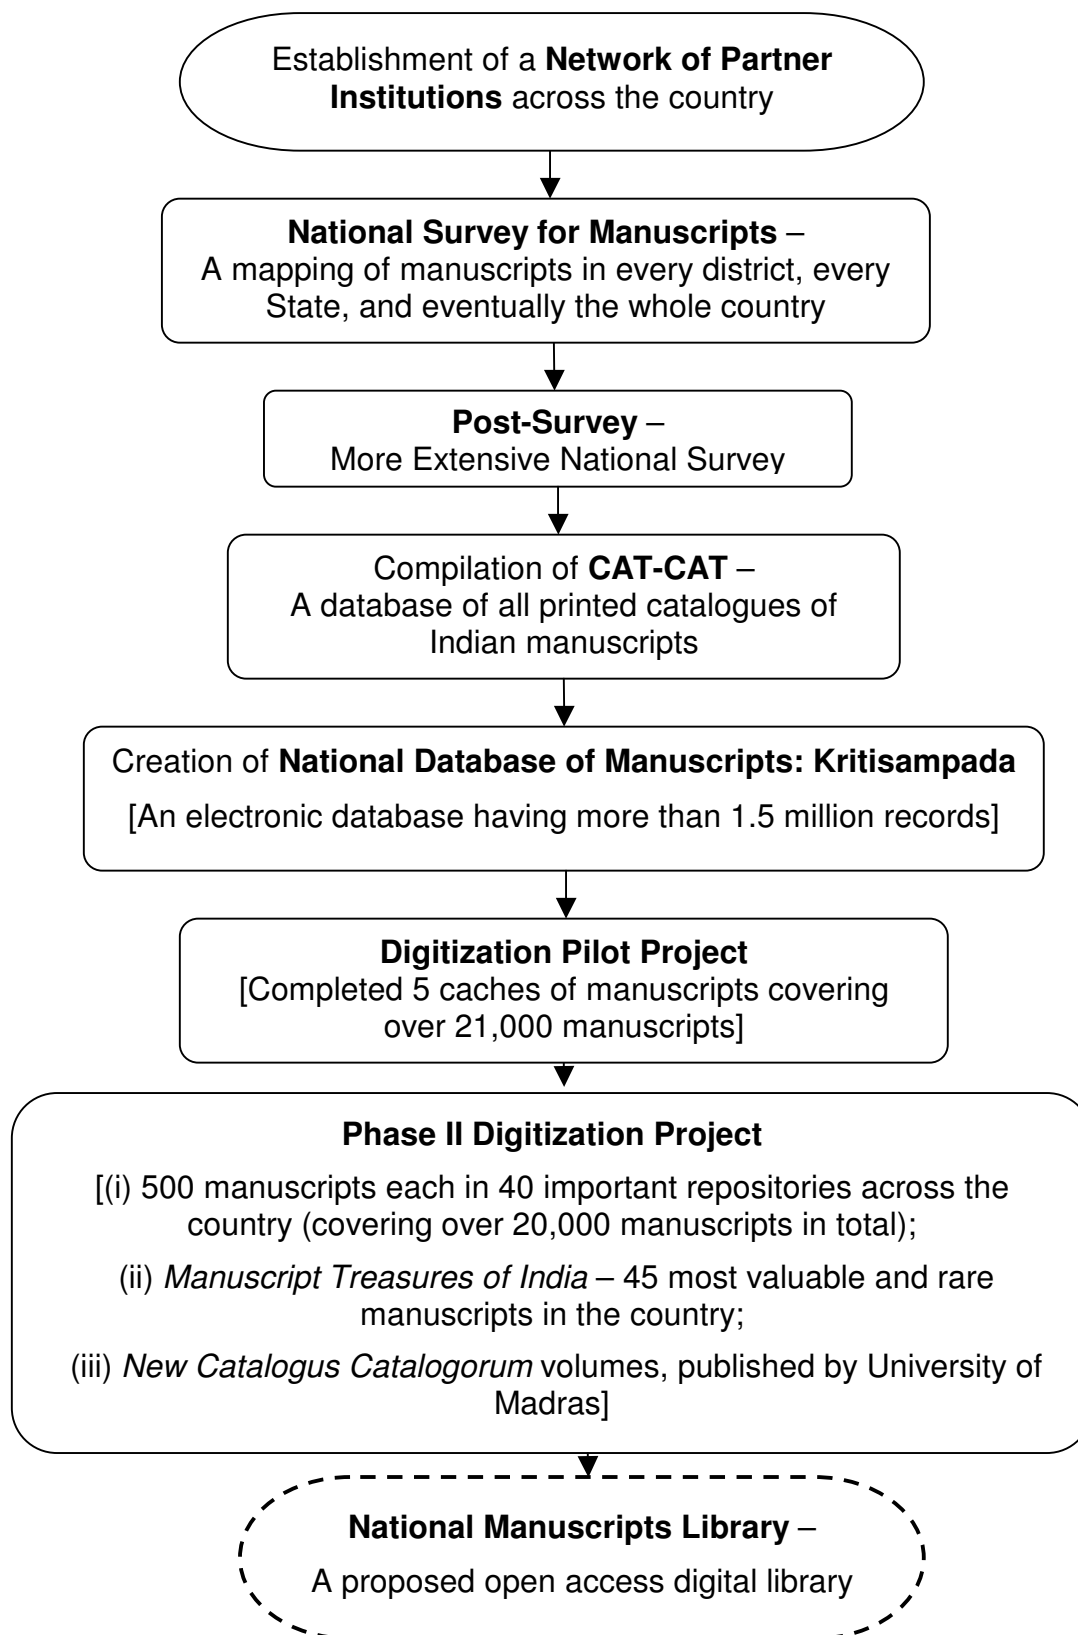 Establishment of a Network of Partner
Institutions across the country
National Survey for Manuscripts –
A mapping of manuscripts in every district, every
State, and eventually the whole country
Post-Survey –
More Extensive National Survey
Compilation of CAT-CAT –
A database of all printed catalogues of
Indian manuscripts
Creation of National Database of Manuscripts: Kritisampada
[An electronic database having more than 1.5 million records]
Digitization Pilot Project
[Completed 5 caches of manuscripts covering
over 21,000 manuscripts]
Phase II Digitization Project
[(i) 500 manuscripts each in 40 important repositories across the
country (covering over 20,000 manuscripts in total);
(ii) Manuscript Treasures of India – 45 most valuable and rare
manuscripts in the country;
(iii) New Catalogus Catalogorum volumes, published by University of
Madras]
National Manuscripts Library –
A proposed open access digital library